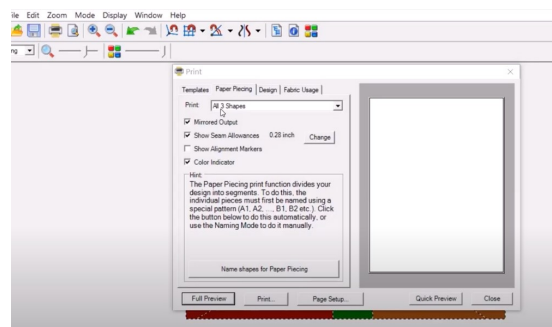 ile Edit Zoom Mode Display Window Help
ng
Print
Templates Paper Piecing Design Fabric Usage
Print: All 3 Shapes
Mirrored Output
Show Seam Allowances 0.28 inch Change
Show Alignment Markers
Color Indicator
Hint:
The Paper Piecing print function divides your
design into segments. To do this, the
individual pieces must first be named using a
special pattern (A1, A2, ..., B1, B2 etc.). Click
the button below to do this automatically, or
use the Naming Mode to do it manually.
Name shapes for Paper Piecing
Full Preview Print... Page Setup... Quick Preview Close